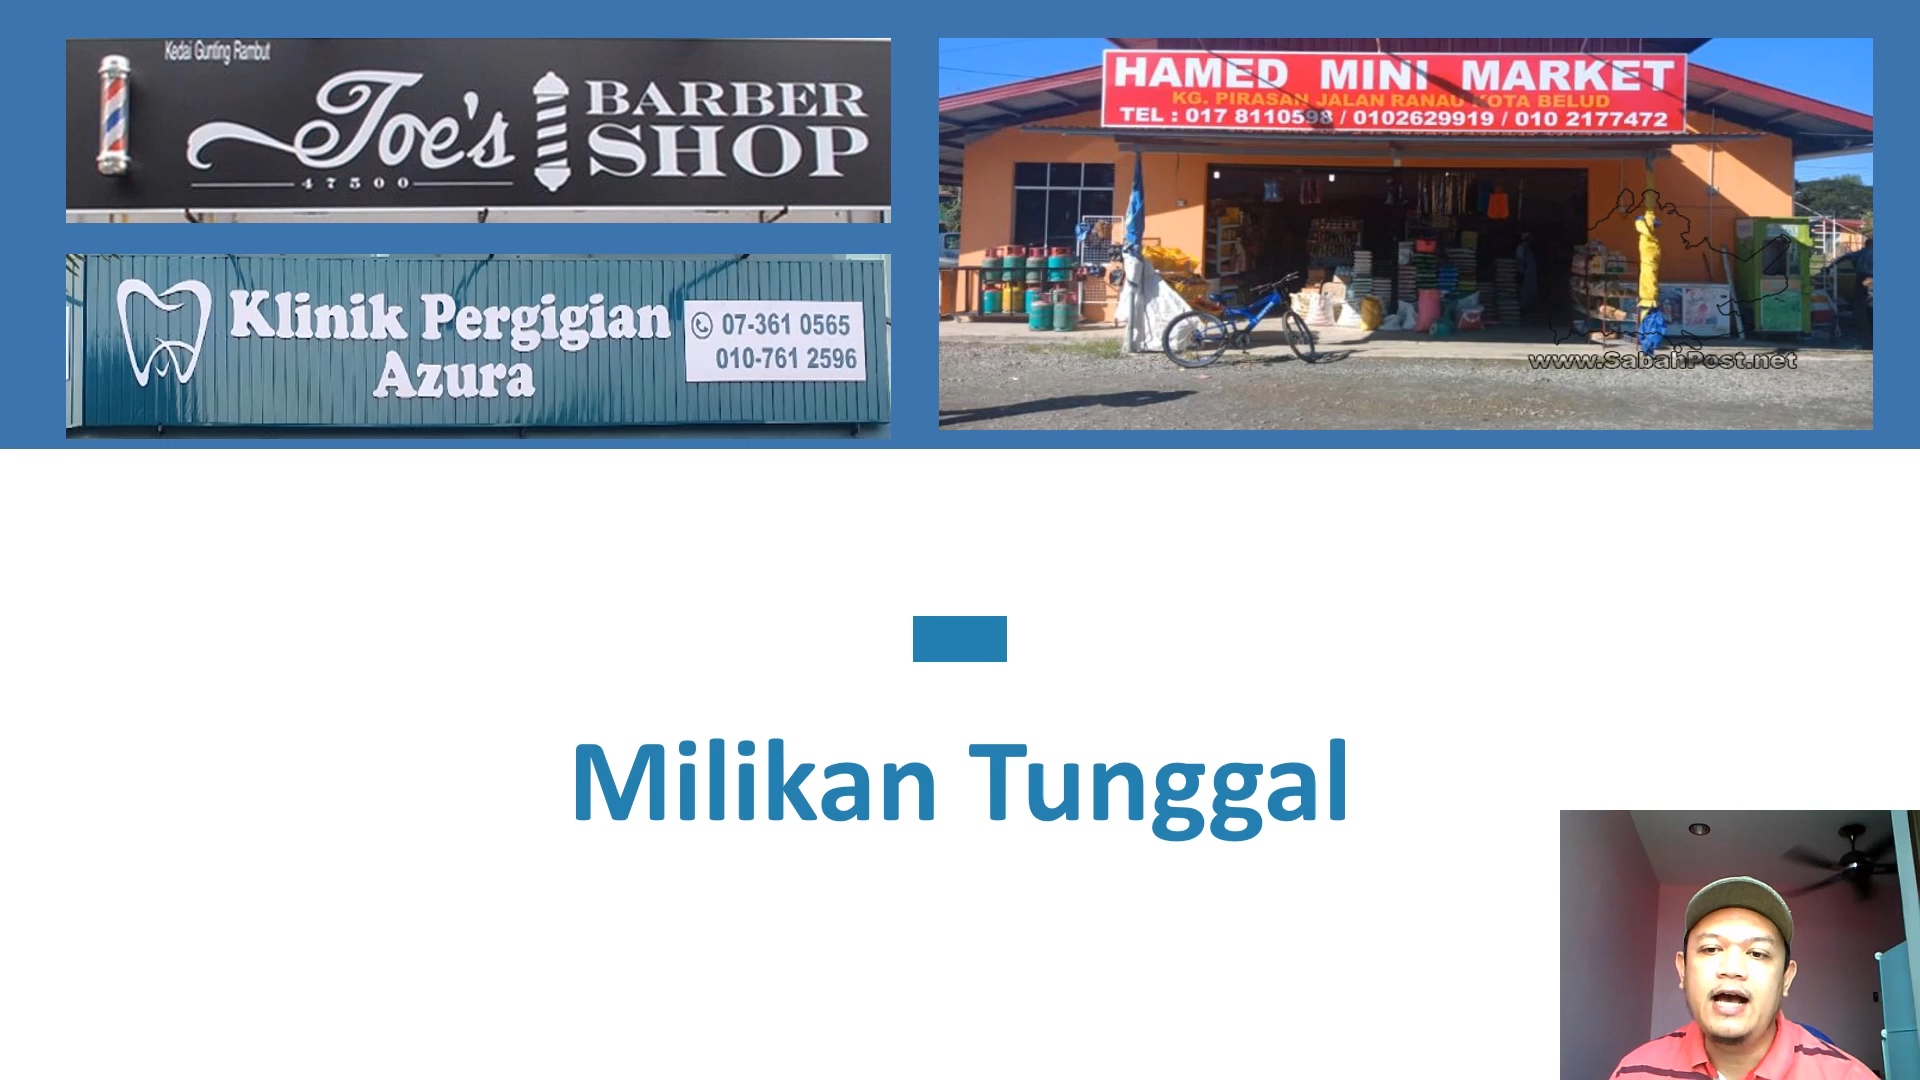 Kedai Gunting Rambut
Joe's BARBER
SHOP
47500
Klinik Pergigian
Azura
07-361 0565
010-761 2596
HAMED MINI MARKET
KG. PIRASAN JALAN RANAU KOTA BELUD
TEL : 017 8110598 / 0102629919 / 010 2177472
www.SabahPost.net
Milikan Tunggal